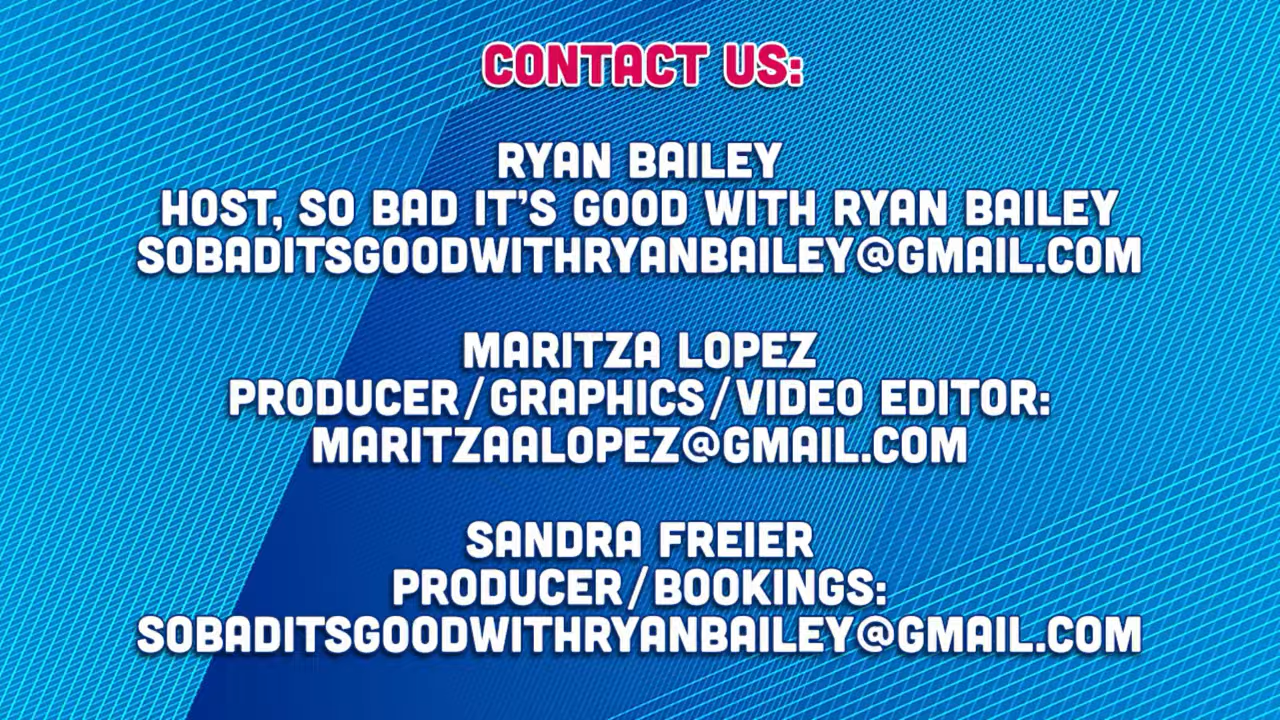 CONTACT US:
RYAN BAILEY
HOST, SO BAD IT'S GOOD WITH RYAN BAILEY
SOBADITSGOODWITHRYANBAILEY@GMAIL.COM
MARITZA LOPEZ
PRODUCER/GRAPHICS/VIDEO EDITOR:
MARITZAALOPEZ@GMAIL.COM
SANDRA FREIER
PRODUCER/BOOKINGS:
SOBADITSGOODWITHRYANBAILEY@GMAIL.COM